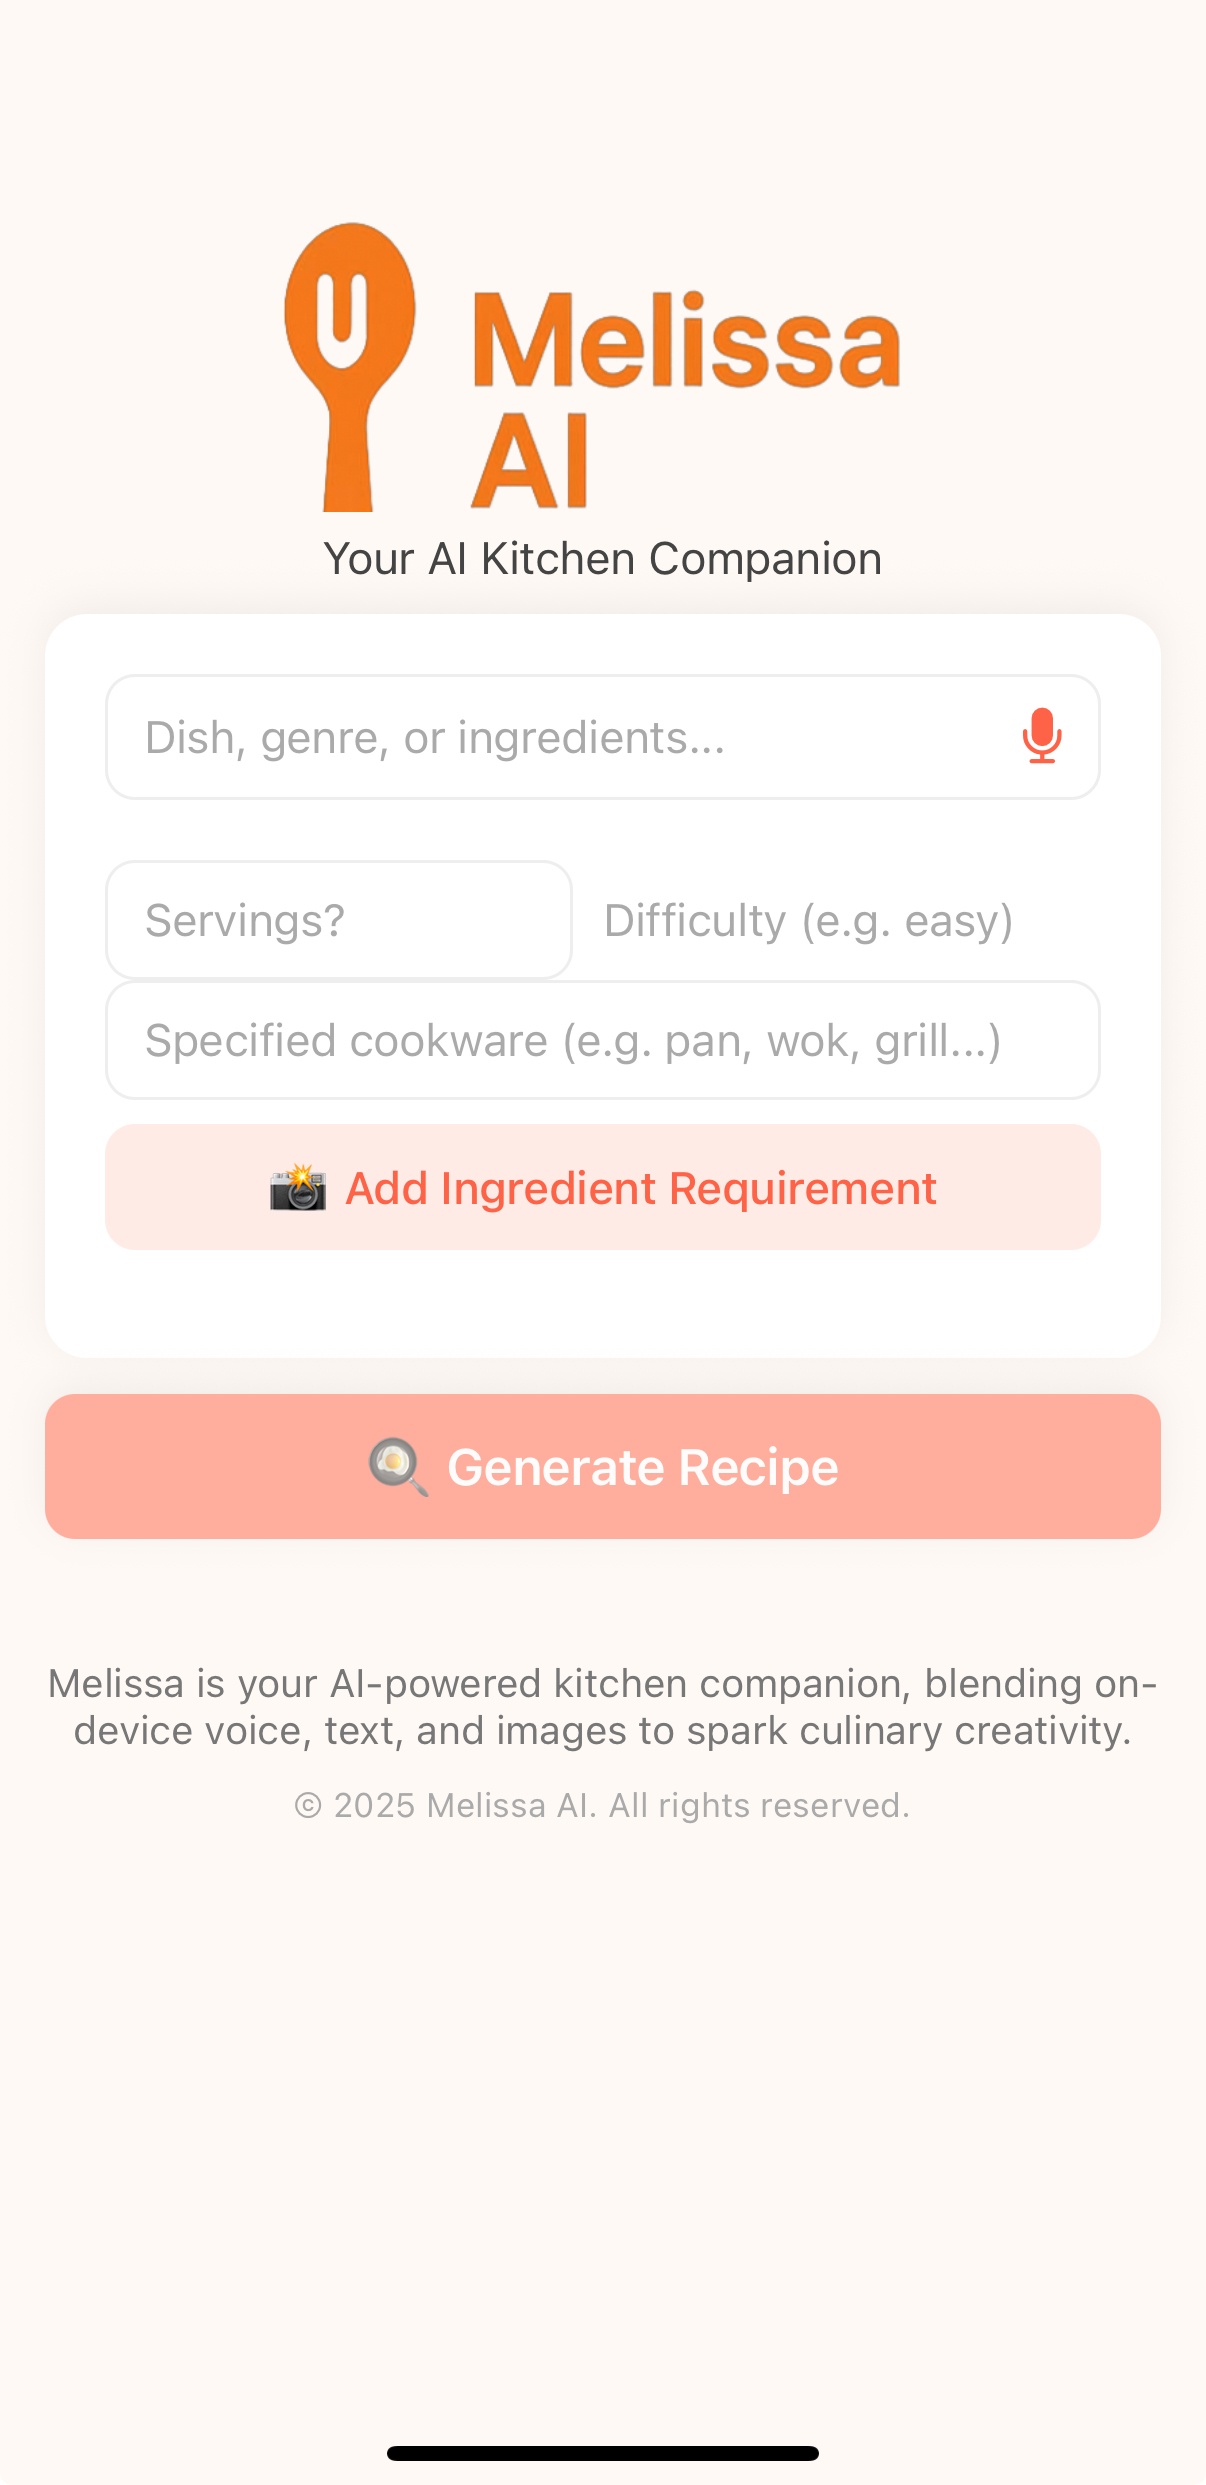 Melissa
AI
Your AI Kitchen Companion
Dish, genre, or ingredients...
Servings?
Difficulty (e.g. easy)
Specified cookware (e.g. pan, wok, grill...)
📸 Add Ingredient Requirement
🍳 Generate Recipe
Melissa is your AI-powered kitchen companion, blending on-
device voice, text, and images to spark culinary creativity.
© 2025 Melissa AI. All rights reserved.